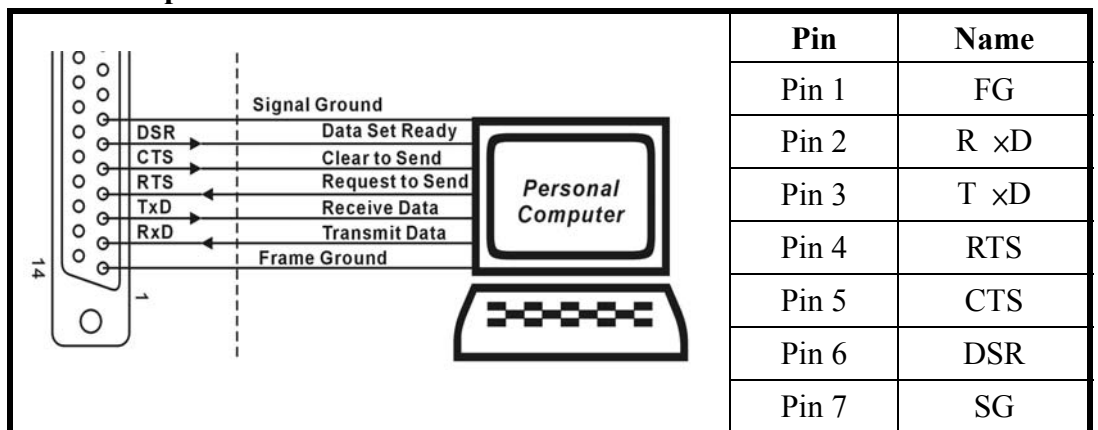 Signal Ground
DSR Data Set Ready
CTS Clear to Send
RTS Request to Send
TxD Receive Data
RxD Transmit Data
Frame Ground
14
1
Personal
Computer
Pin Name
Pin 1 FG
Pin 2 R xD
Pin 3 T xD
Pin 4 RTS
Pin 5 CTS
Pin 6 DSR
Pin 7 SG